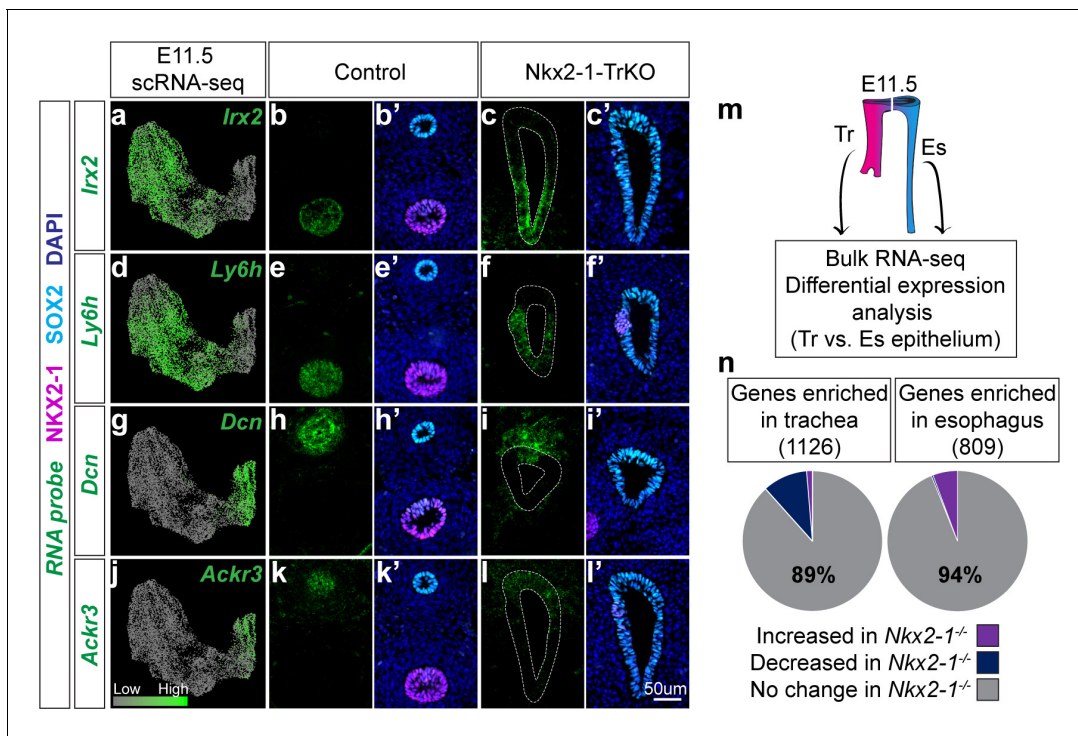 E11.5
scRNA-seq
Control
Nkx2-1-TrKO
RNA probe NKX2-1 SOX2 DAPI
Irx2
a Irx2
b
b’
c
c’
Ly6h
d Ly6h
e
e’
f
f’
Dcn
g Dcn
h
h’
i
i’
Ackr3
j Ackr3
k
k’
l
l’
Low High
50um
m
E11.5
Tr
Es
Bulk RNA-seq
Differential expression
analysis
(Tr vs. Es epithelium)
n
Genes enriched
in trachea
(1126)
Genes enriched
in esophagus
(809)
89%
94%
Increased in Nkx2-1-/-
Decreased in Nkx2-1-/-
No change in Nkx2-1-/-